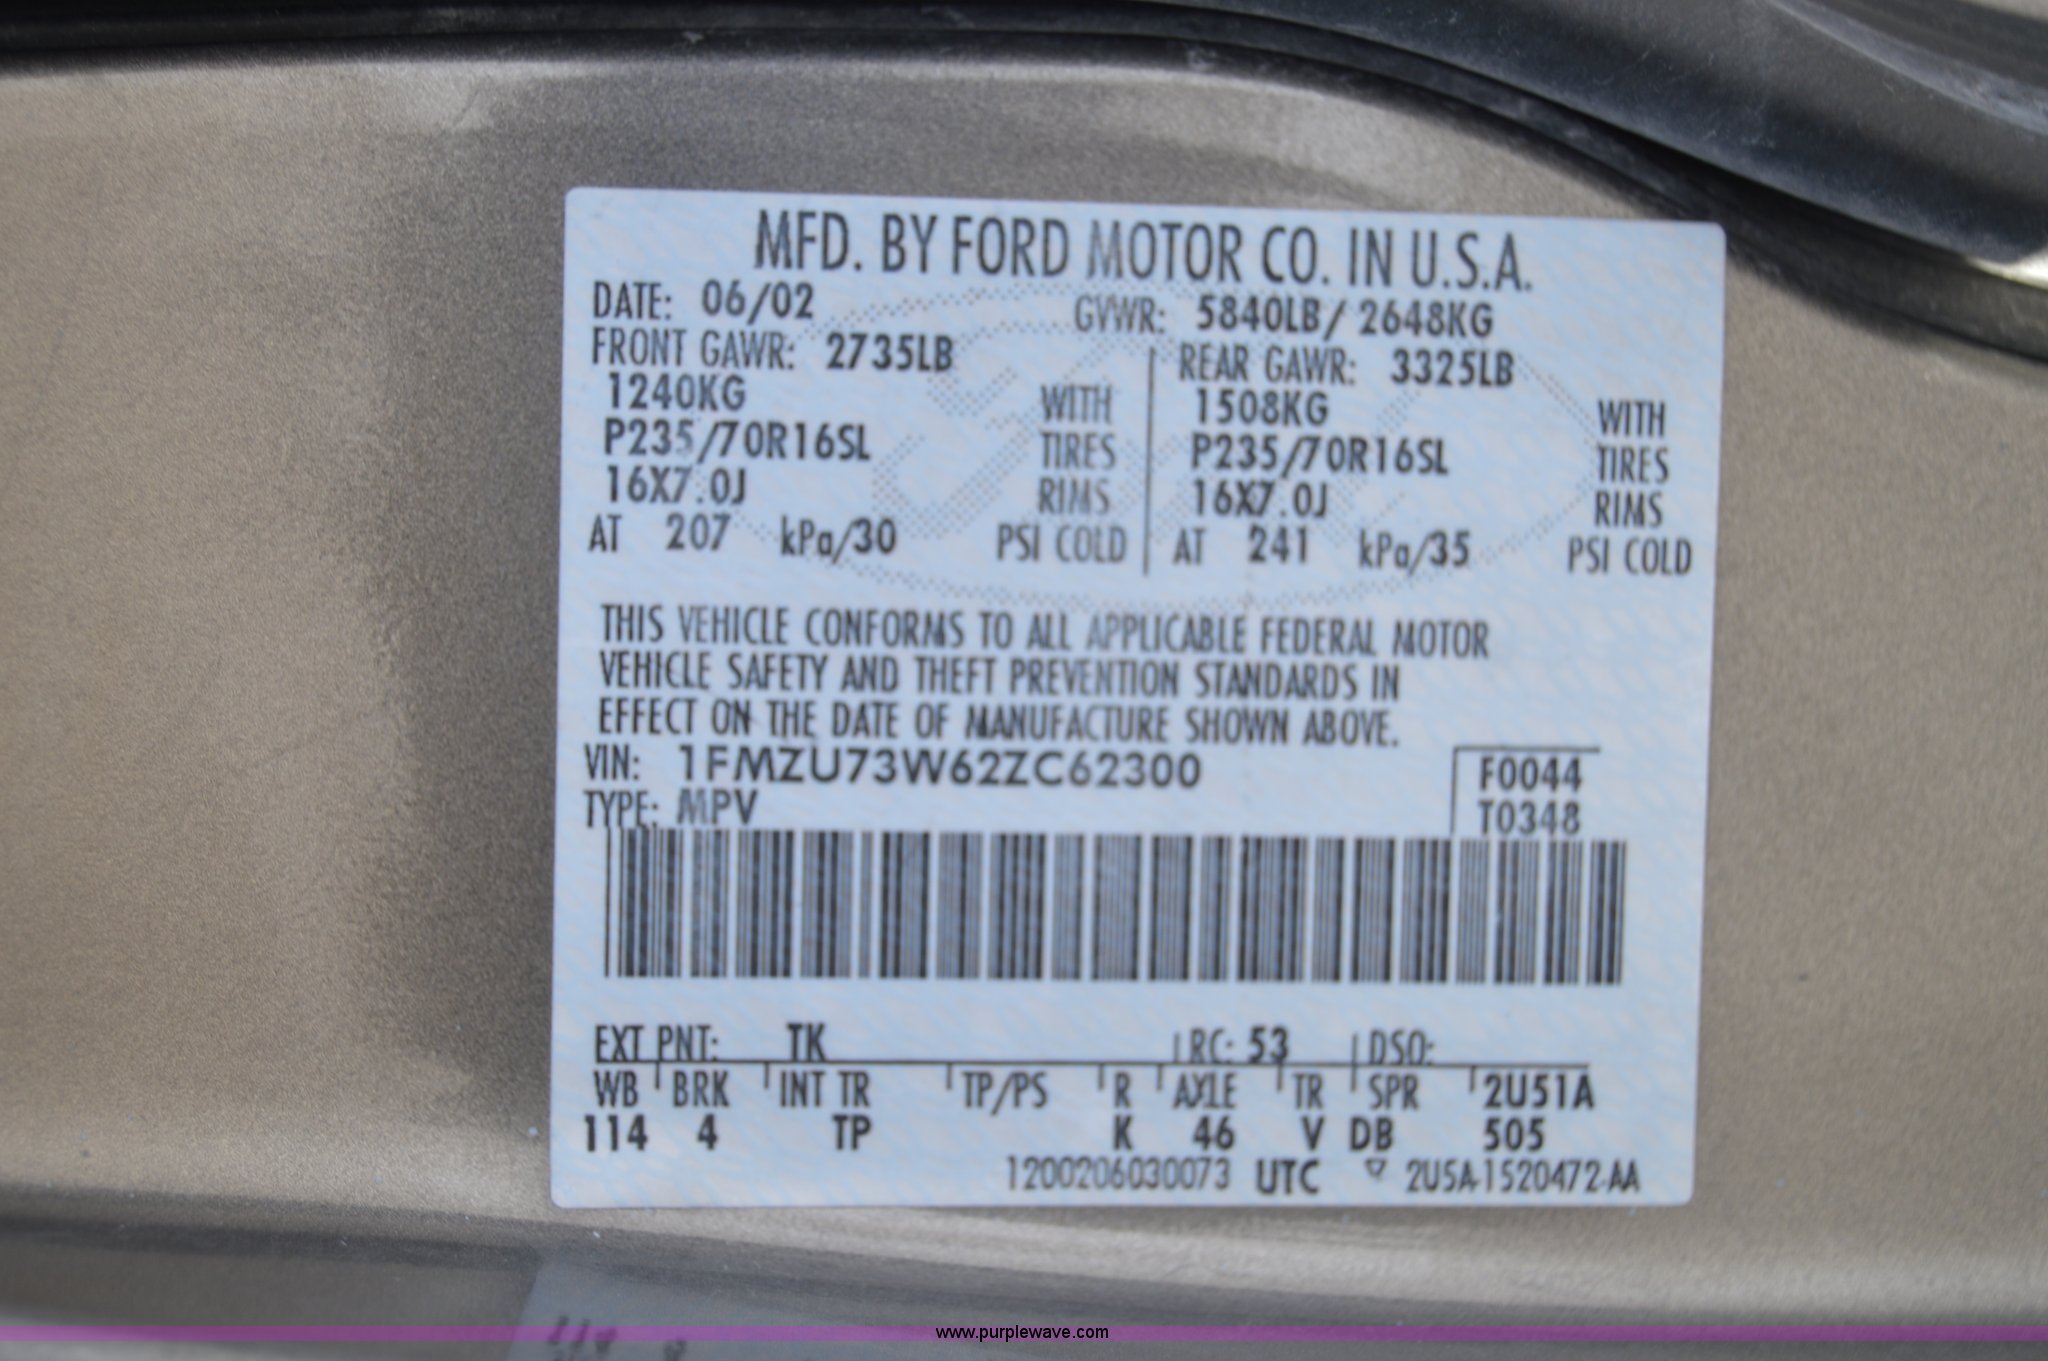 MFD. BY FORD MOTOR CO. IN U.S.A.
DATE: 06/02 GVWR: 5840LB/ 2648KG
FRONT GAWR: 2735LB REAR GAWR: 3325LB
1240KG WITH 1508KG WITH
P235/70R16SL TIRES P235/70R16SL TIRES
16X7.0J RIMS 16X7.0J RIMS
AT 207 kPa/30 PSI COLD AT 241 kPa/35 PSI COLD
THIS VEHICLE CONFORMS TO ALL APPLICABLE FEDERAL MOTOR
VEHICLE SAFETY AND THEFT PREVENTION STANDARDS IN
EFFECT ON THE DATE OF MANUFACTURE SHOWN ABOVE.
VIN: 1FMZU73W62ZC62300 F0044
TYPE: MPV T0348
EXT PNT: TK RC: 53 DSO:
WB BRK INT TR TP/PS R AXLE TR SPR 2U51A
114 4 TP K 46 V DB 505
1200206030073 UTC 2U5A-1520472-AA
114
www.purplewave.com